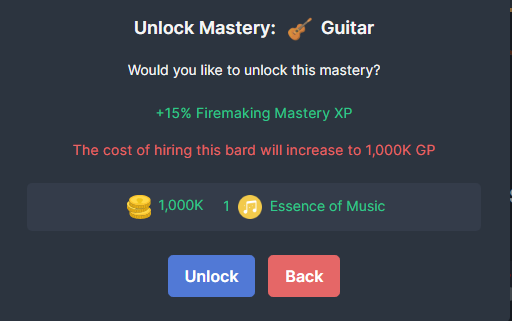 Unlock Mastery: Guitar
Would you like to unlock this mastery?
+15% Firemaking Mastery XP
The cost of hiring this bard will increase to 1,000K GP
1,000K 1 Essence of Music
Unlock Back